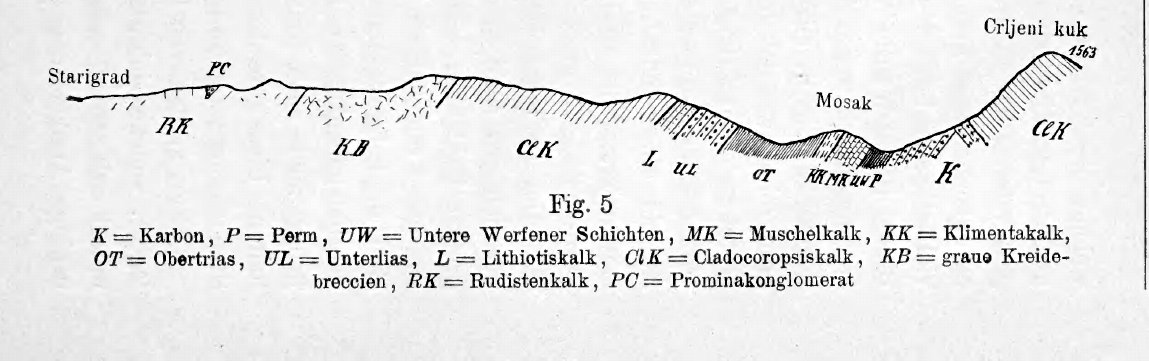 Crljeni kuk
1563
Starigrad
PC
Mosak
RK
KB
ClK
L
UL
OT
KK MK UW P
K
ClK
Fig. 5
K = Karbon, P = Perm, UW = Untere Werfener Schichten, MK = Muschelkalk, KK = Klimentakalk,
OT = Obertrias, UL = Unterlias, L = Lithiotiskalk, ClK = Cladocoropsiskalk, KB = graue Kreide-
breccien, RK = Rudistenkalk, PC = Prominakonglomerat